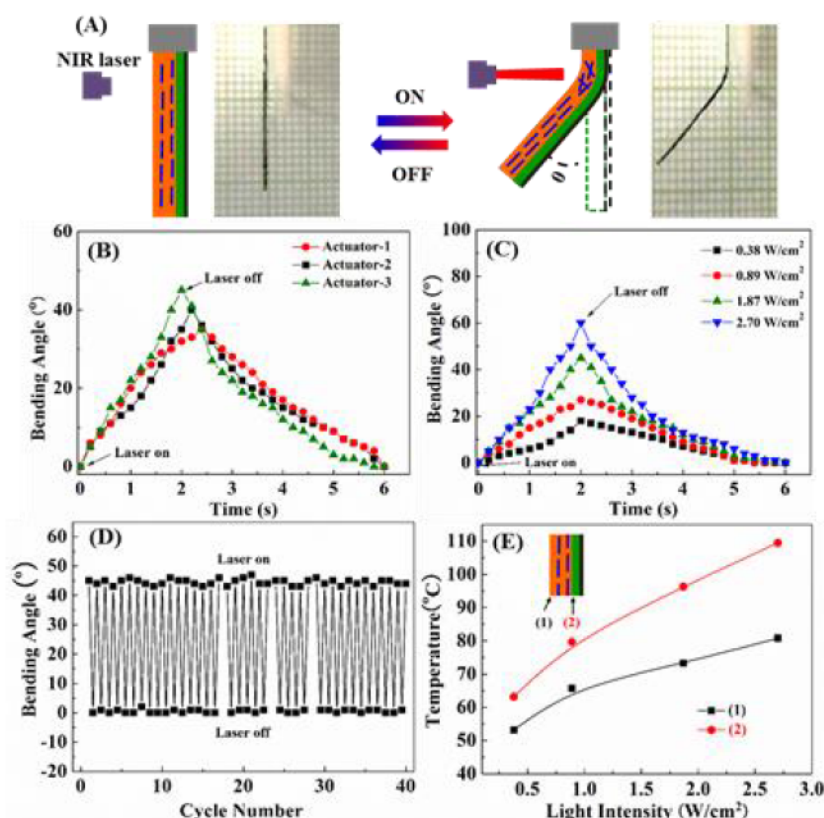 (A)
NIR laser
ON
OFF
θ
(B)
Actuator-1
Actuator-2
Actuator-3
Laser off
Laser on
Bending Angle (°)
60
40
20
0
0 1 2 3 4 5 6
Time (s)
(C)
0.38 W/cm²
0.89 W/cm²
1.87 W/cm²
2.70 W/cm²
Laser off
Laser on
Bending Angle (°)
100
80
60
40
20
0
0 1 2 3 4 5 6
Time (s)
(D)
Laser on
Laser off
Bending Angle (°)
60
50
40
30
20
10
0
-10
-20
0 10 20 30 40
Cycle Number
(E)
(1) (2)
(1)
(2)
Temperature(°C)
110
100
90
80
70
60
50
40
0.5 1.0 1.5 2.0 2.5 3.0
Light Intensity (W/cm²)